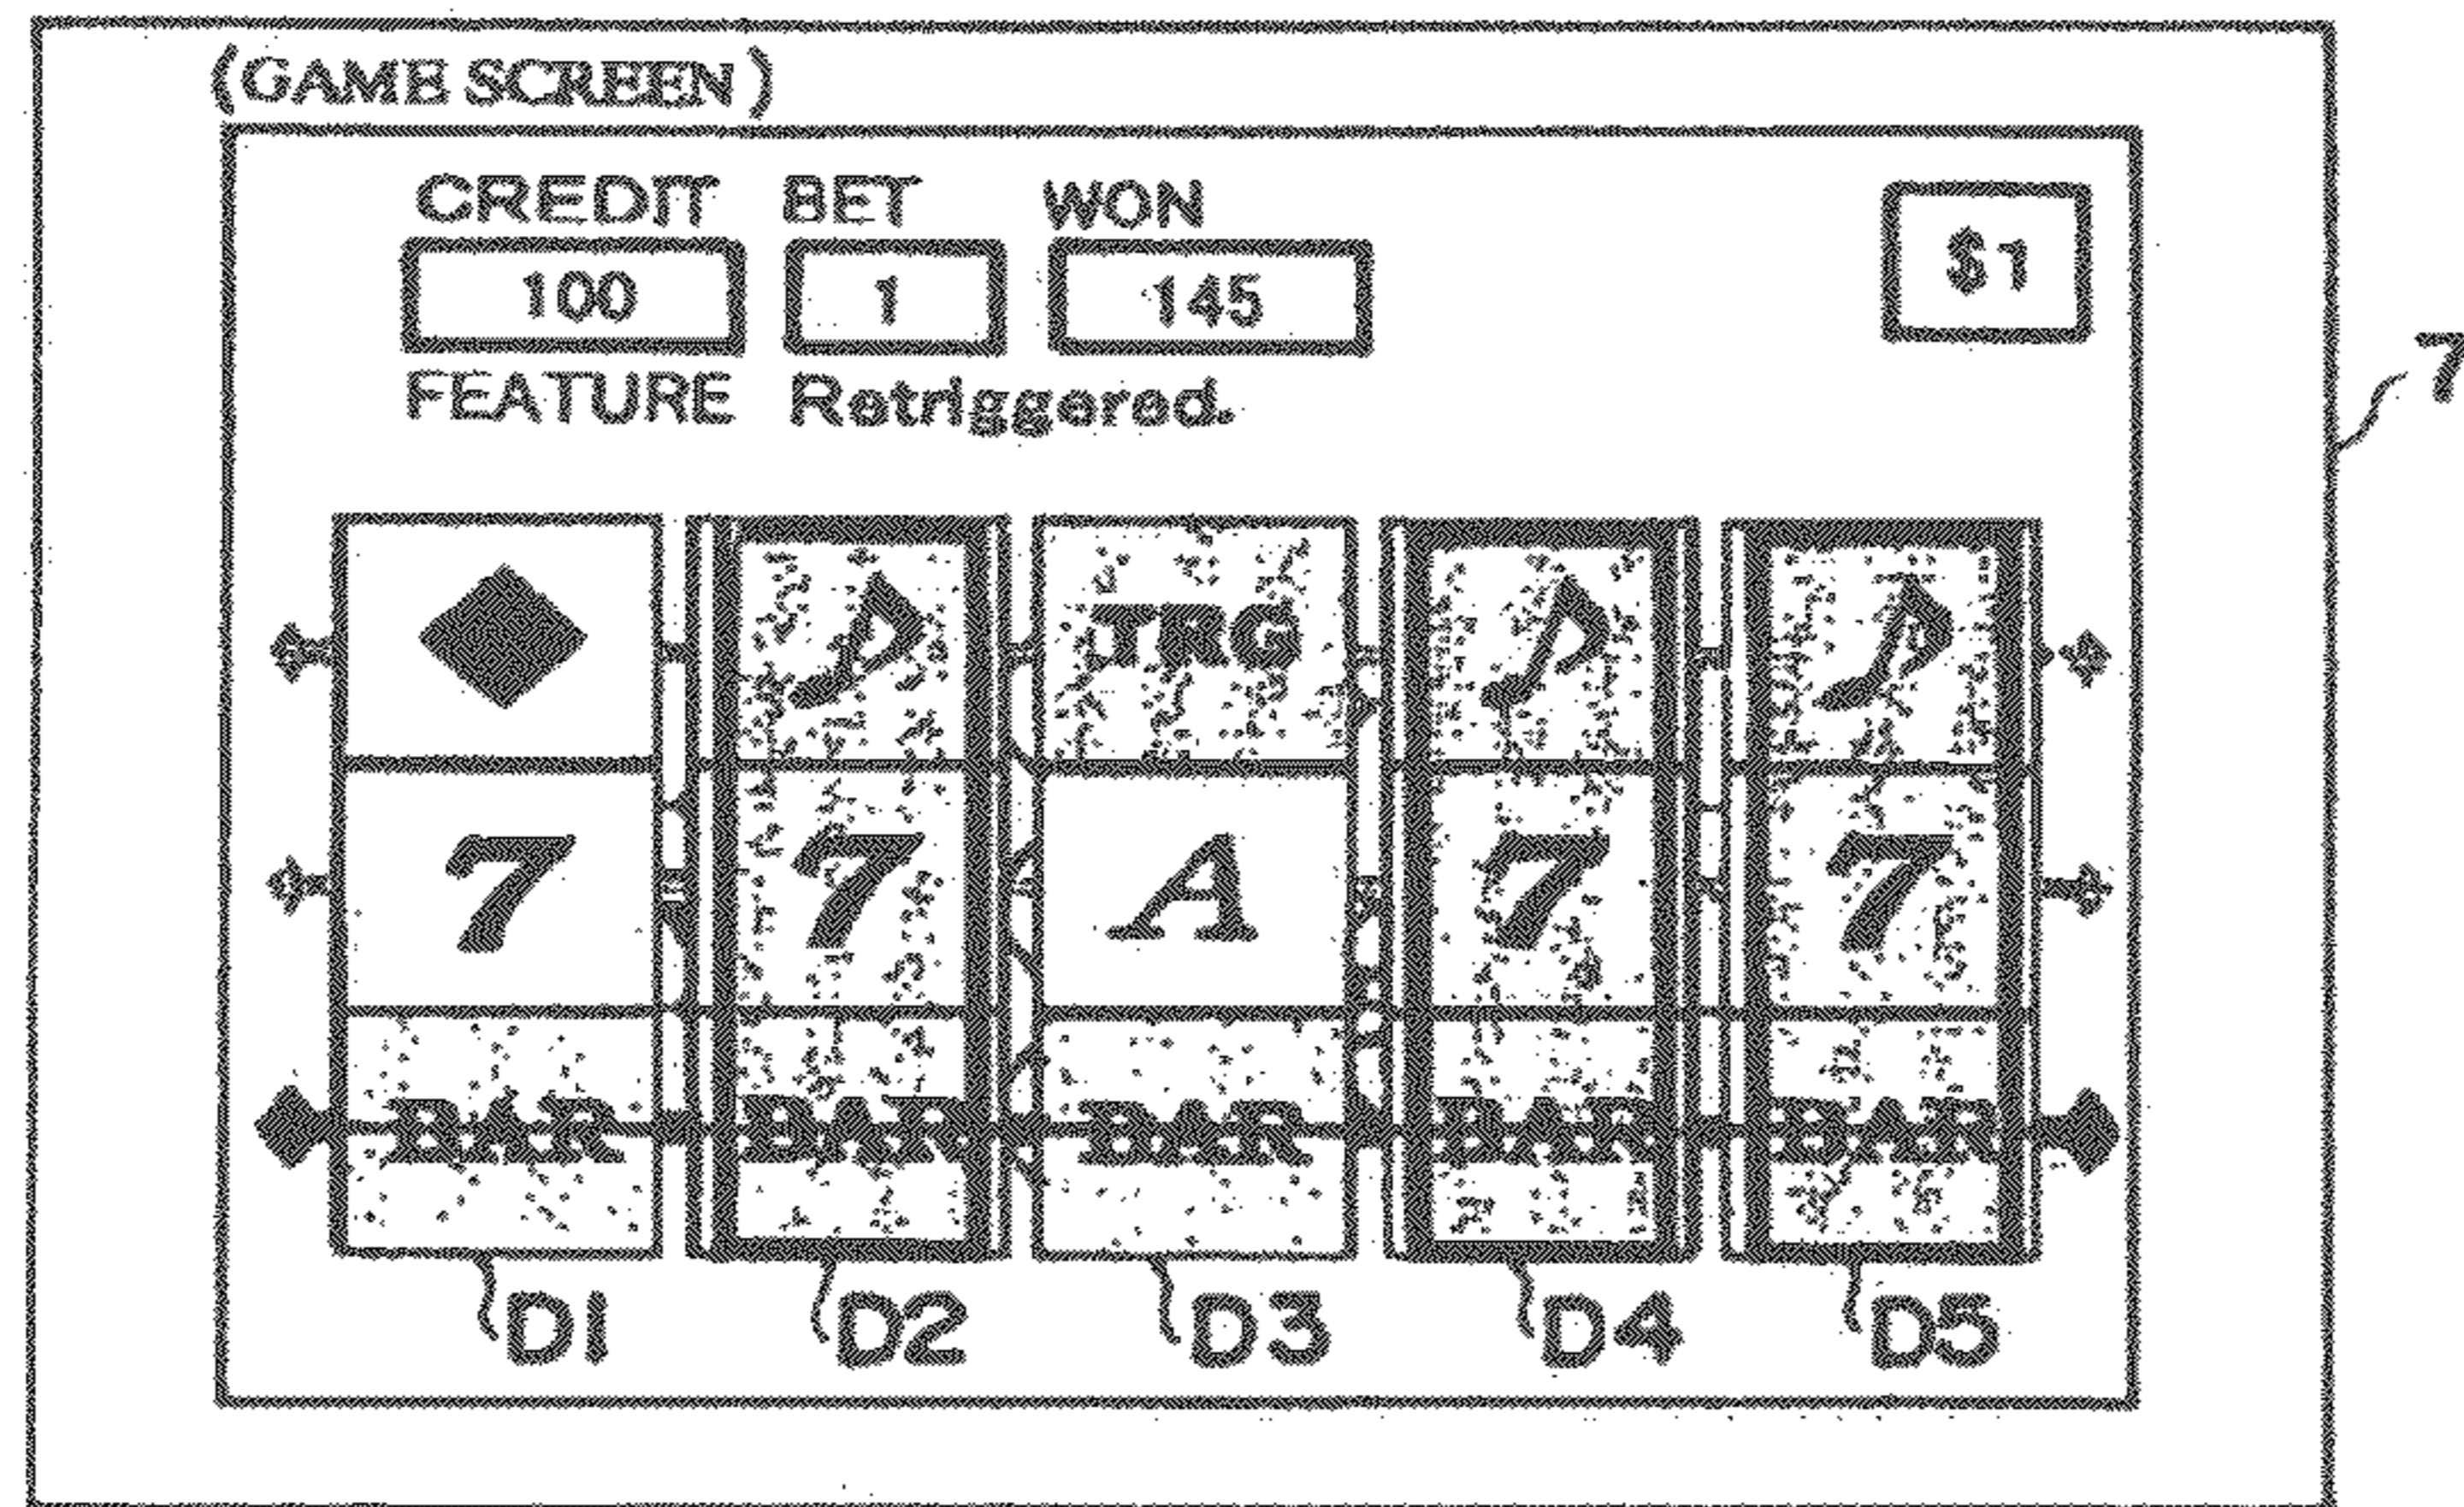 (GAME SCREEN)
CREDIT BET WON
100 1 145 $1
FEATURE Retriggered.
7
TRG
7 7 A 7 7
BAR BAR BAR BAR BAR
D1 D2 D3 D4 D5